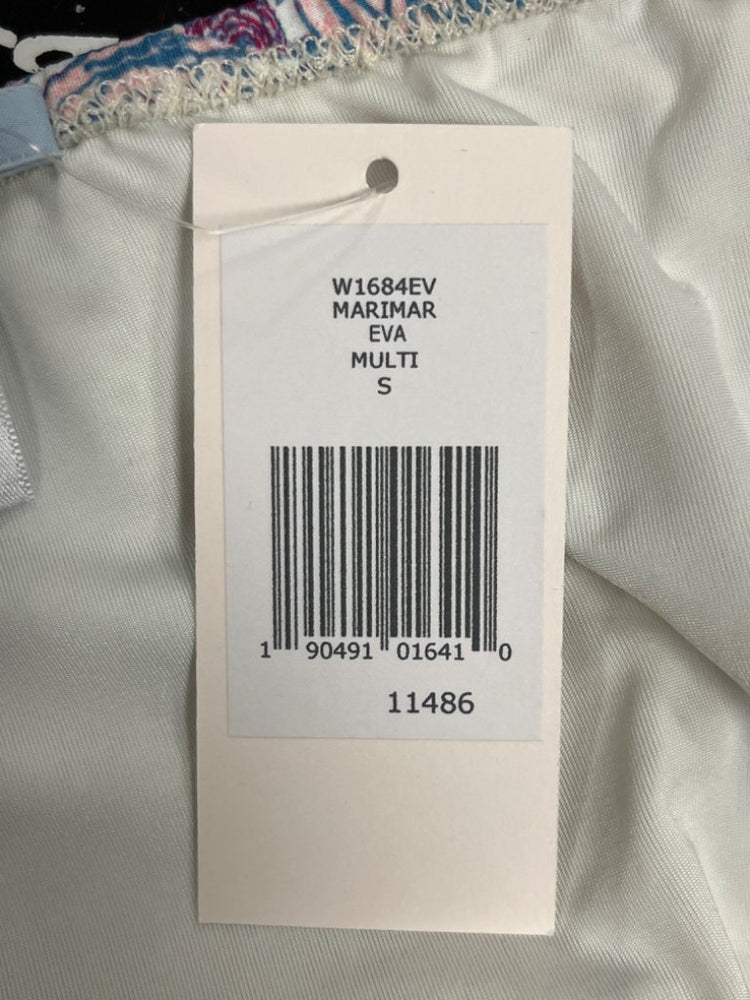 W1684EV
MARIMAR
EVA
MULTI
S
1 90491 01641 0
11486